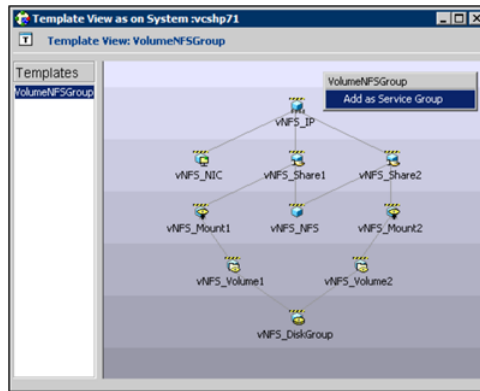 Template View as on System :vcshp71
T Template View: VolumeNFSGroup
Templates
VolumeNFSGroup
VolumeNFSGroup
Add as Service Group
vNFS_IP
vNFS_NIC vNFS_Share1 vNFS_Share2
vNFS_Mount1 vNFS_NFS vNFS_Mount2
vNFS_Volume1 vNFS_Volume2
vNFS_DiskGroup